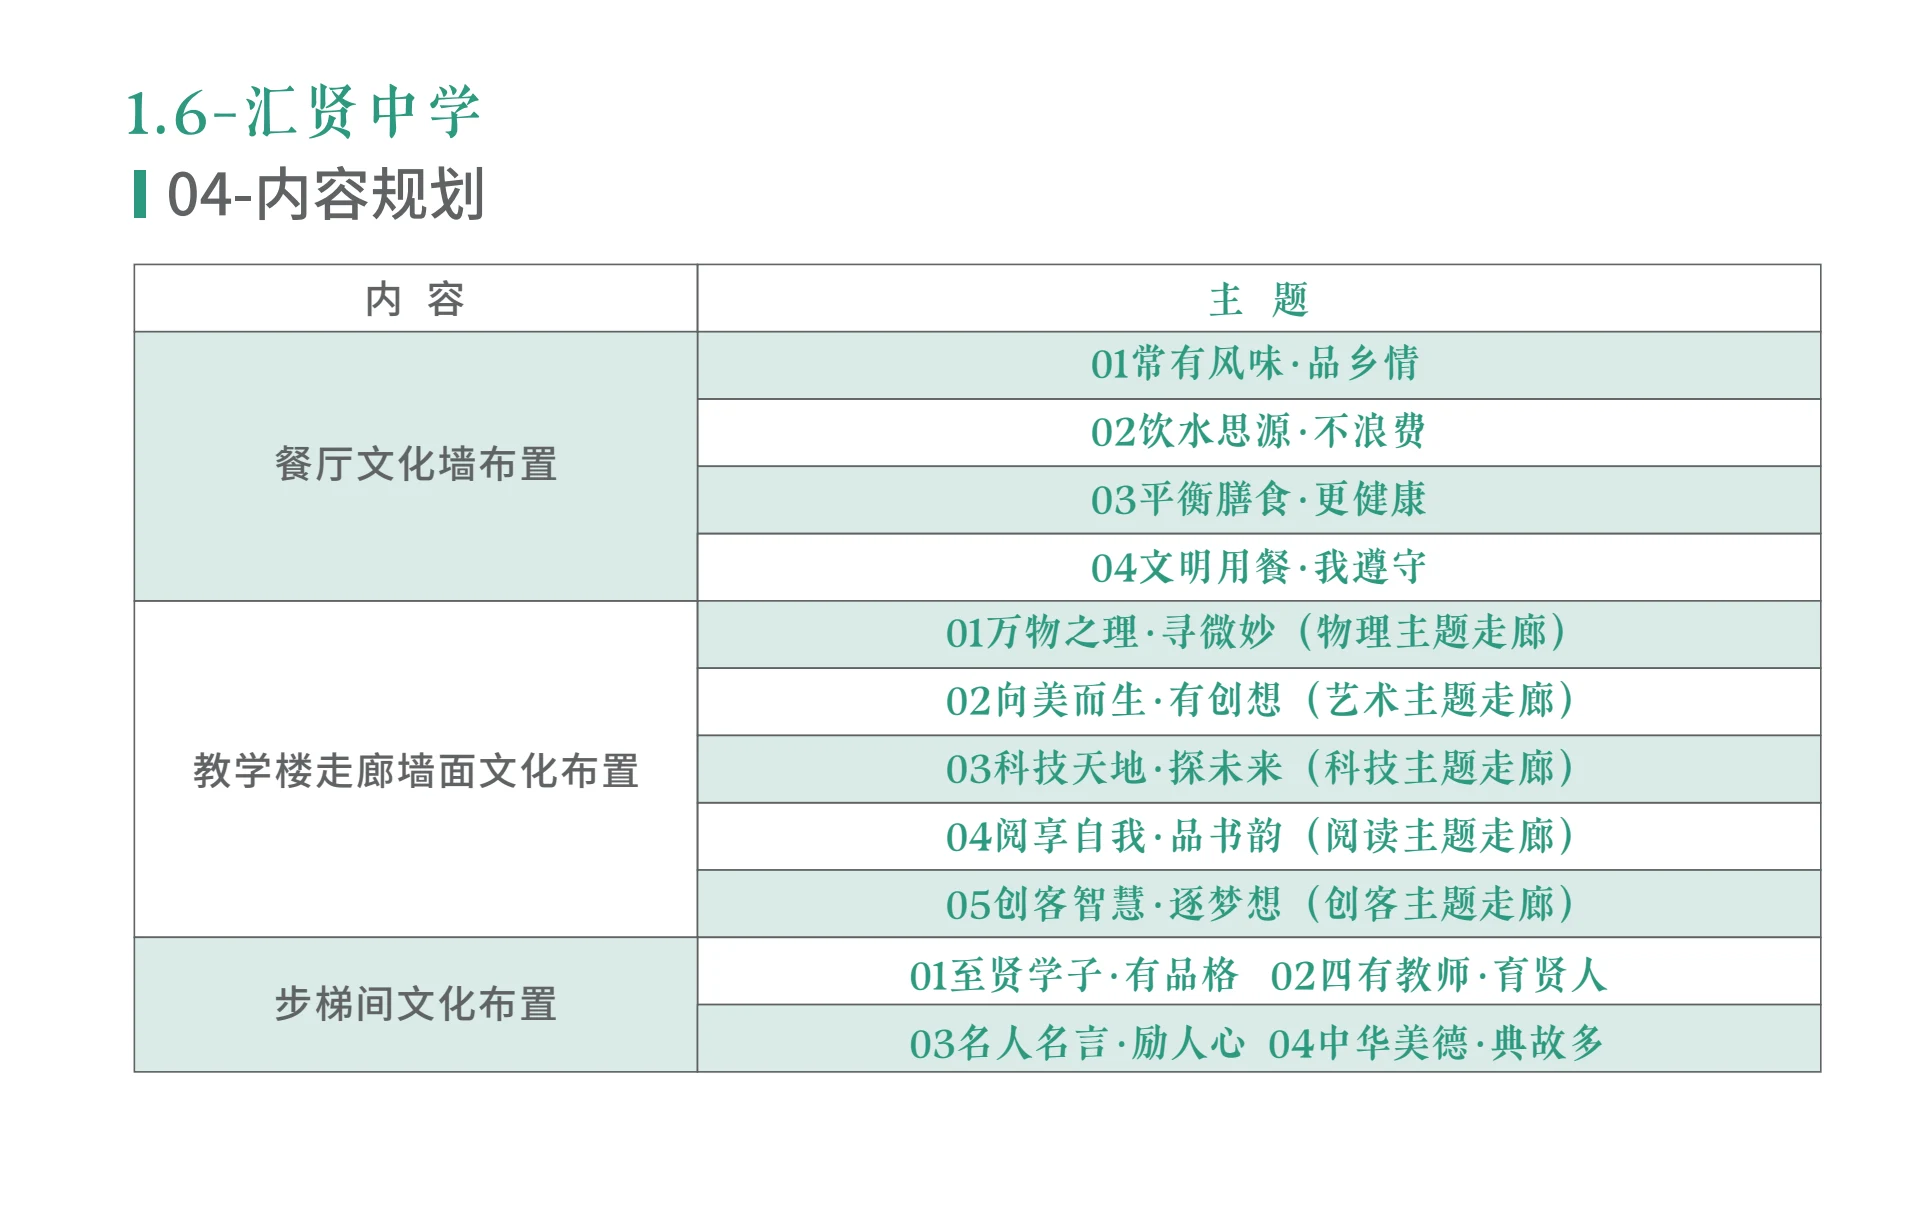 1.6-汇贤中学
04-内容规划
内 容
主 题
餐厅文化墙布置
01常有风味·品乡情
02饮水思源·不浪费
03平衡膳食·更健康
04文明用餐·我遵守
教学楼走廊墙面文化布置
01万物之理·寻微妙（物理主题走廊）
02向美而生·有创想（艺术主题走廊）
03科技天地·探未来（科技主题走廊）
04阅享自我·品书韵（阅读主题走廊）
05创客智慧·逐梦想（创客主题走廊）
步梯间文化布置
01至贤学子·有品格 02四有教师·育贤人
03名人名言·励人心 04中华美德·典故多